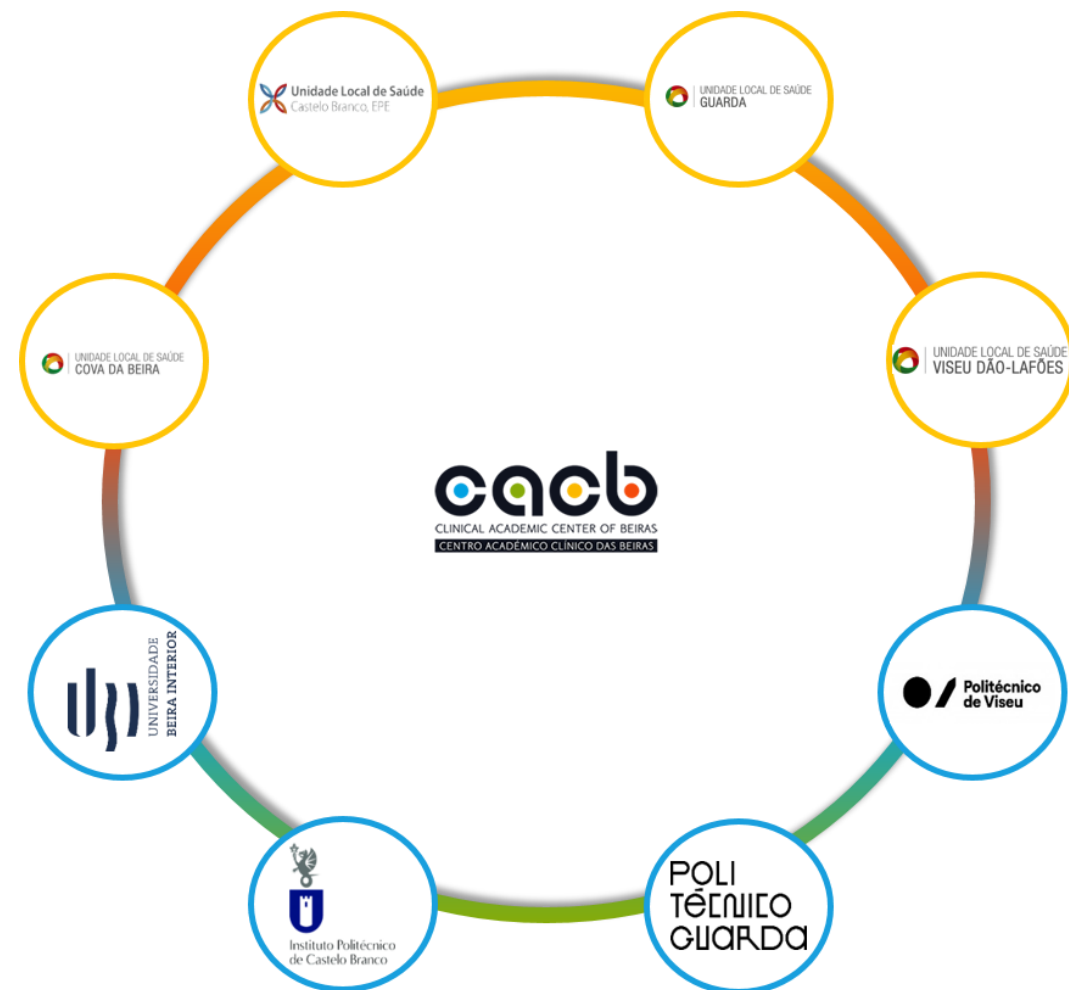 Unidade Local de Saúde
Castelo Branco, EPE
UNIDADE LOCAL DE SAÚDE
GUARDA
UNIDADE LOCAL DE SAÚDE
COVA DA BEIRA
UNIDADE LOCAL DE SAÚDE
VISEU DÃO-LAFÕES
cacb
CLINICAL ACADEMIC CENTER OF BEIRAS
CENTRO ACADÉMICO CLÍNICO DAS BEIRAS
ubi
UNIVERSIDADE
BEIRA INTERIOR
Politécnico
de Viseu
Instituto Politécnico
de Castelo Branco
POLI
TÉCNICO
GUARDA